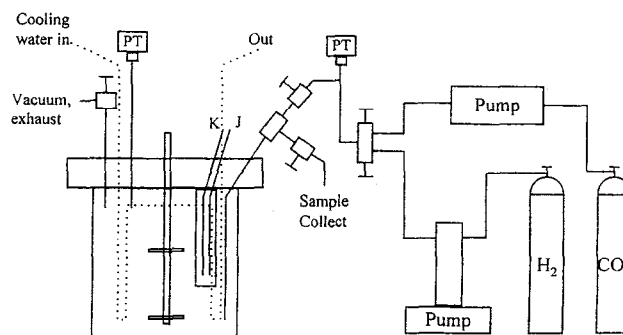 Cooling
water in
PT
Out
PT
Vacuum,
exhaust
K J
Pump
Sample
Collect
H2
CO
Pump